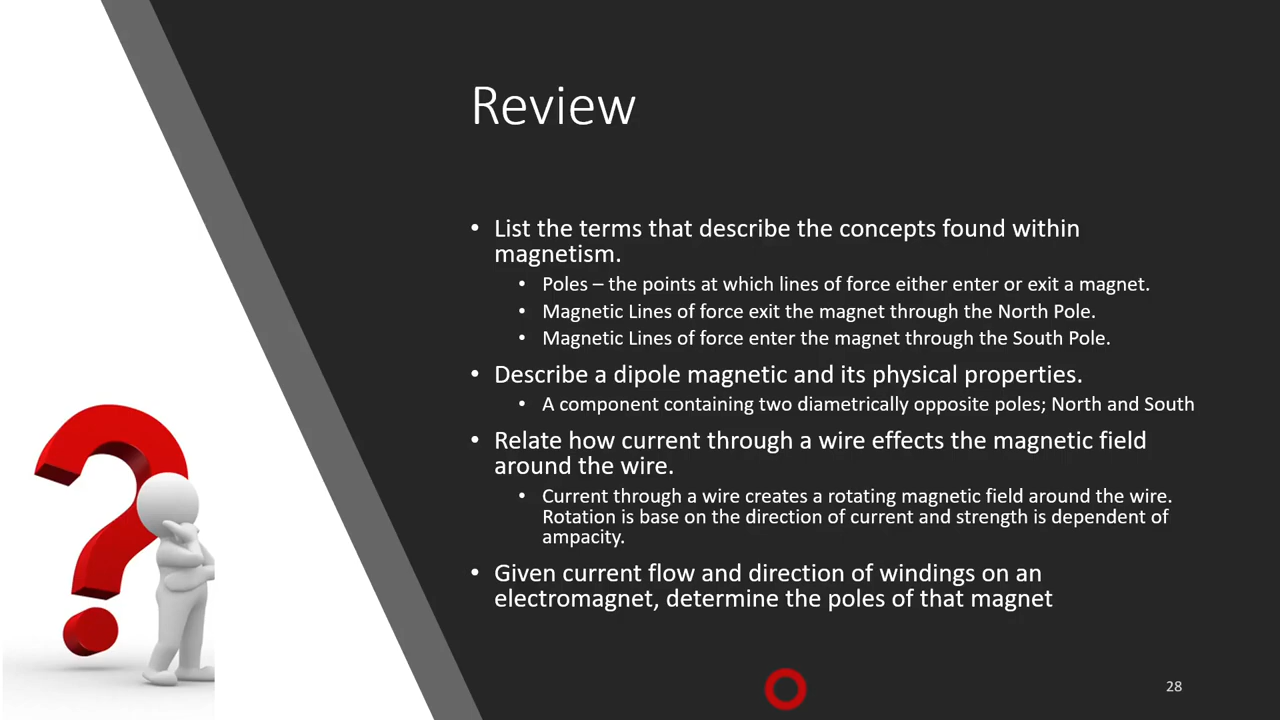 Review
• List the terms that describe the concepts found within
magnetism.
• Poles – the points at which lines of force either enter or exit a magnet.
• Magnetic Lines of force exit the magnet through the North Pole.
• Magnetic Lines of force enter the magnet through the South Pole.
• Describe a dipole magnetic and its physical properties.
• A component containing two diametrically opposite poles; North and South
• Relate how current through a wire effects the magnetic field
around the wire.
• Current through a wire creates a rotating magnetic field around the wire.
Rotation is base on the direction of current and strength is dependent of
ampacity.
• Given current flow and direction of windings on an
electromagnet, determine the poles of that magnet
28